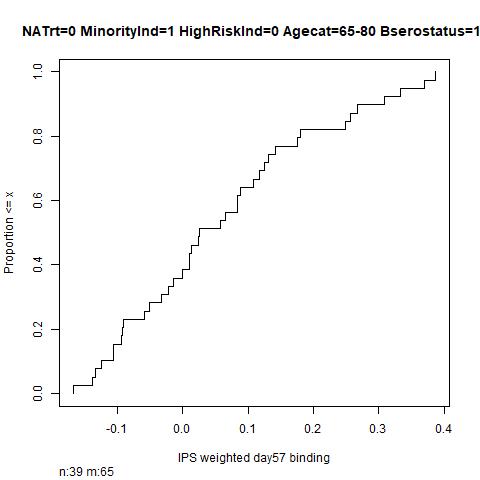 NATrt=0 MinorityInd=1 HighRiskInd=0 Agecat=65-80 Bserostatus=1
1.0
0.8
0.6
0.4
0.2
0.0
Proportion <= x
-0.1 0.0 0.1 0.2 0.3 0.4
IPS weighted day57 binding
n:39 m:65